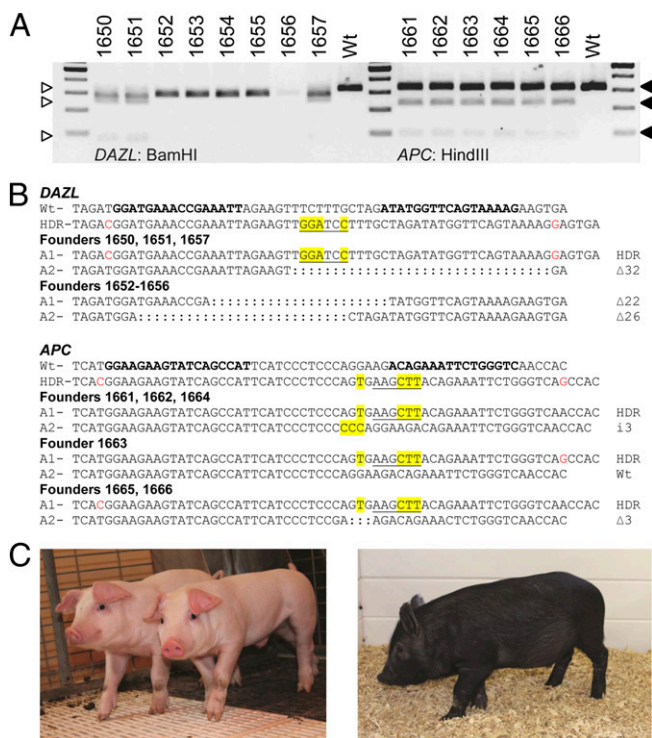 A
1650 1651 1652 1653 1654 1655 1656 1657 Wt 1661 1662 1663 1664 1665 1666 Wt
DAZL: BamHI APC: HindIII
B
DAZL
Wt- TAGATGGATGAAACCGAAATTAGAAGTTTCTTTGCTAGATATGGTTCAGTAAAAGAAGTGA
HDR-TAGACGGATGAAACCGAAATTAGAAGTTGGATCCTTTGCTAGATATGGTTCAGTAAAAGGAGTGA
Founders 1650, 1651, 1657
A1- TAGACGGATGAAACCGAAATTAGAAGTTGGATCCTTTGCTAGATATGGTTCAGTAAAAGGAGTGA HDR
A2- TAGATGGATGAAACCGAAATTAGAAGT::::::::::::::::::::::::::::::::GA Δ32
Founders 1652-1656
A1- TAGATGGATGAAACCGA::::::::::::::::::::::TATGGTTCAGTAAAAGAAGTGA Δ22
A2- TAGATGGA::::::::::::::::::::::::::CTAGATATGGTTCAGTAAAAGAAGTGA Δ26
APC
Wt- TCATGGAAGAAGTATCAGCCATTCATCCCTCCCAGGAAGACAGAAATTCTGGGTCAACCAC
HDR-TCACGGAAGAAGTATCAGCCATTCATCCCTCCCAGTGAAGCTTACAGAAATTCTGGGTCAGCCAC
Founders 1661, 1662, 1664
A1- TCATGGAAGAAGTATCAGCCATTCATCCCTCCCAGTGAAGCTTACAGAAATTCTGGGTCAACCAC HDR
A2- TCATGGAAGAAGTATCAGCCATTCATCCCTCCCCCCAGGAAGACAGAAATTCTGGGTCAACCAC i3
Founder 1663
A1- TCATGGAAGAAGTATCAGCCATTCATCCCTCCCAGTGAAGCTTACAGAAATTCTGGGTCAGCCAC HDR
A2- TCATGGAAGAAGTATCAGCCATTCATCCCTCCCAGGAAGACAGAAATTCTGGGTCAACCAC Wt
Founders 1665, 1666
A1- TCACGGAAGAAGTATCAGCCATTCATCCCTCCCAGTGAAGCTTACAGAAATTCTGGGTCAACCAC HDR
A2- TCATGGAAGAAGTATCAGCCATTCATCCCTCCGA:::AGACAGAAACTCTGGGTCAACCAC Δ3
C